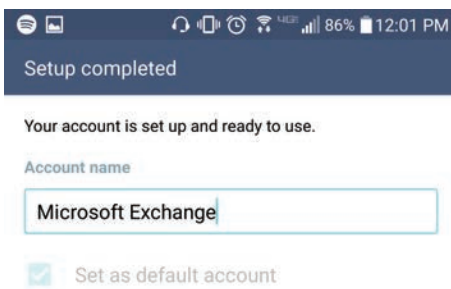 4GE 86% 12:01 PM
Setup completed
Your account is set up and ready to use.
Account name
Microsoft Exchange
Set as default account